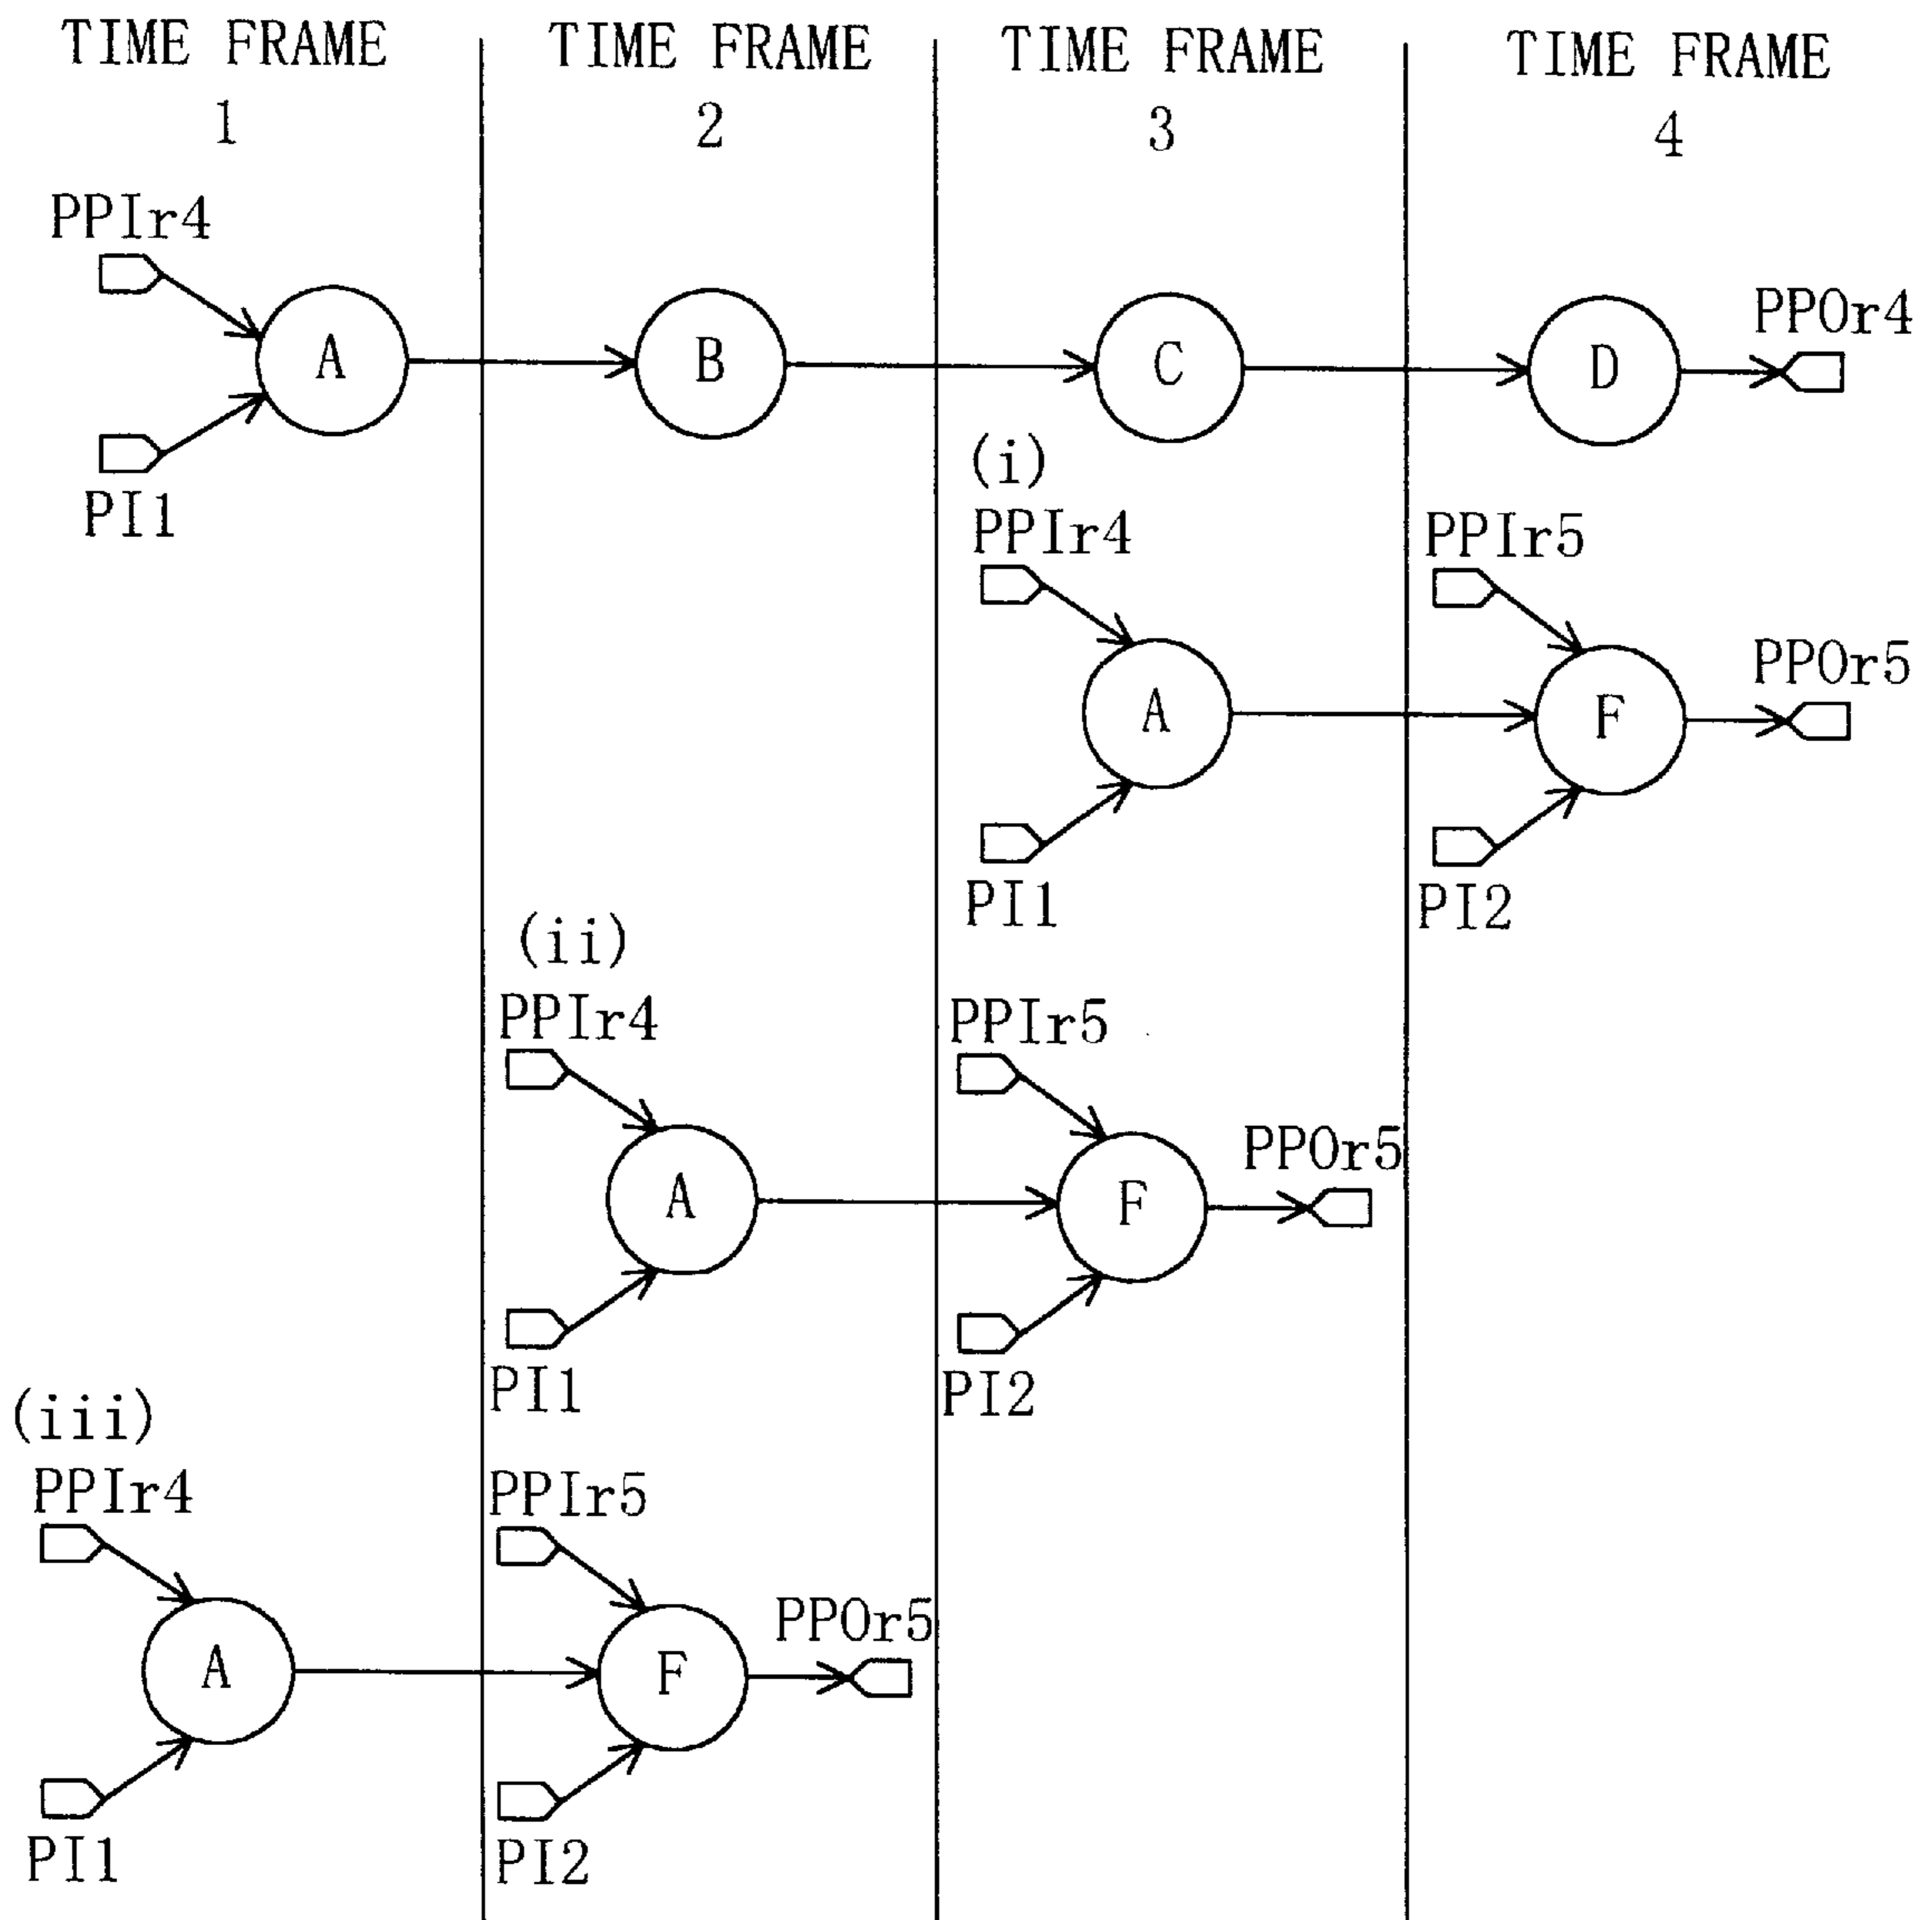 TIME FRAME 1
TIME FRAME 2
TIME FRAME 3
TIME FRAME 4
PPIr4
A
B
C
D
PPOr4
PI1
(i)
PPIr4
PPIr5
A
F
PPOr5
PI1
PI2
(ii)
PPIr4
PPIr5
A
F
PPOr5
PI1
PI2
(iii)
PPIr4
PPIr5
A
F
PPOr5
PI1
PI2